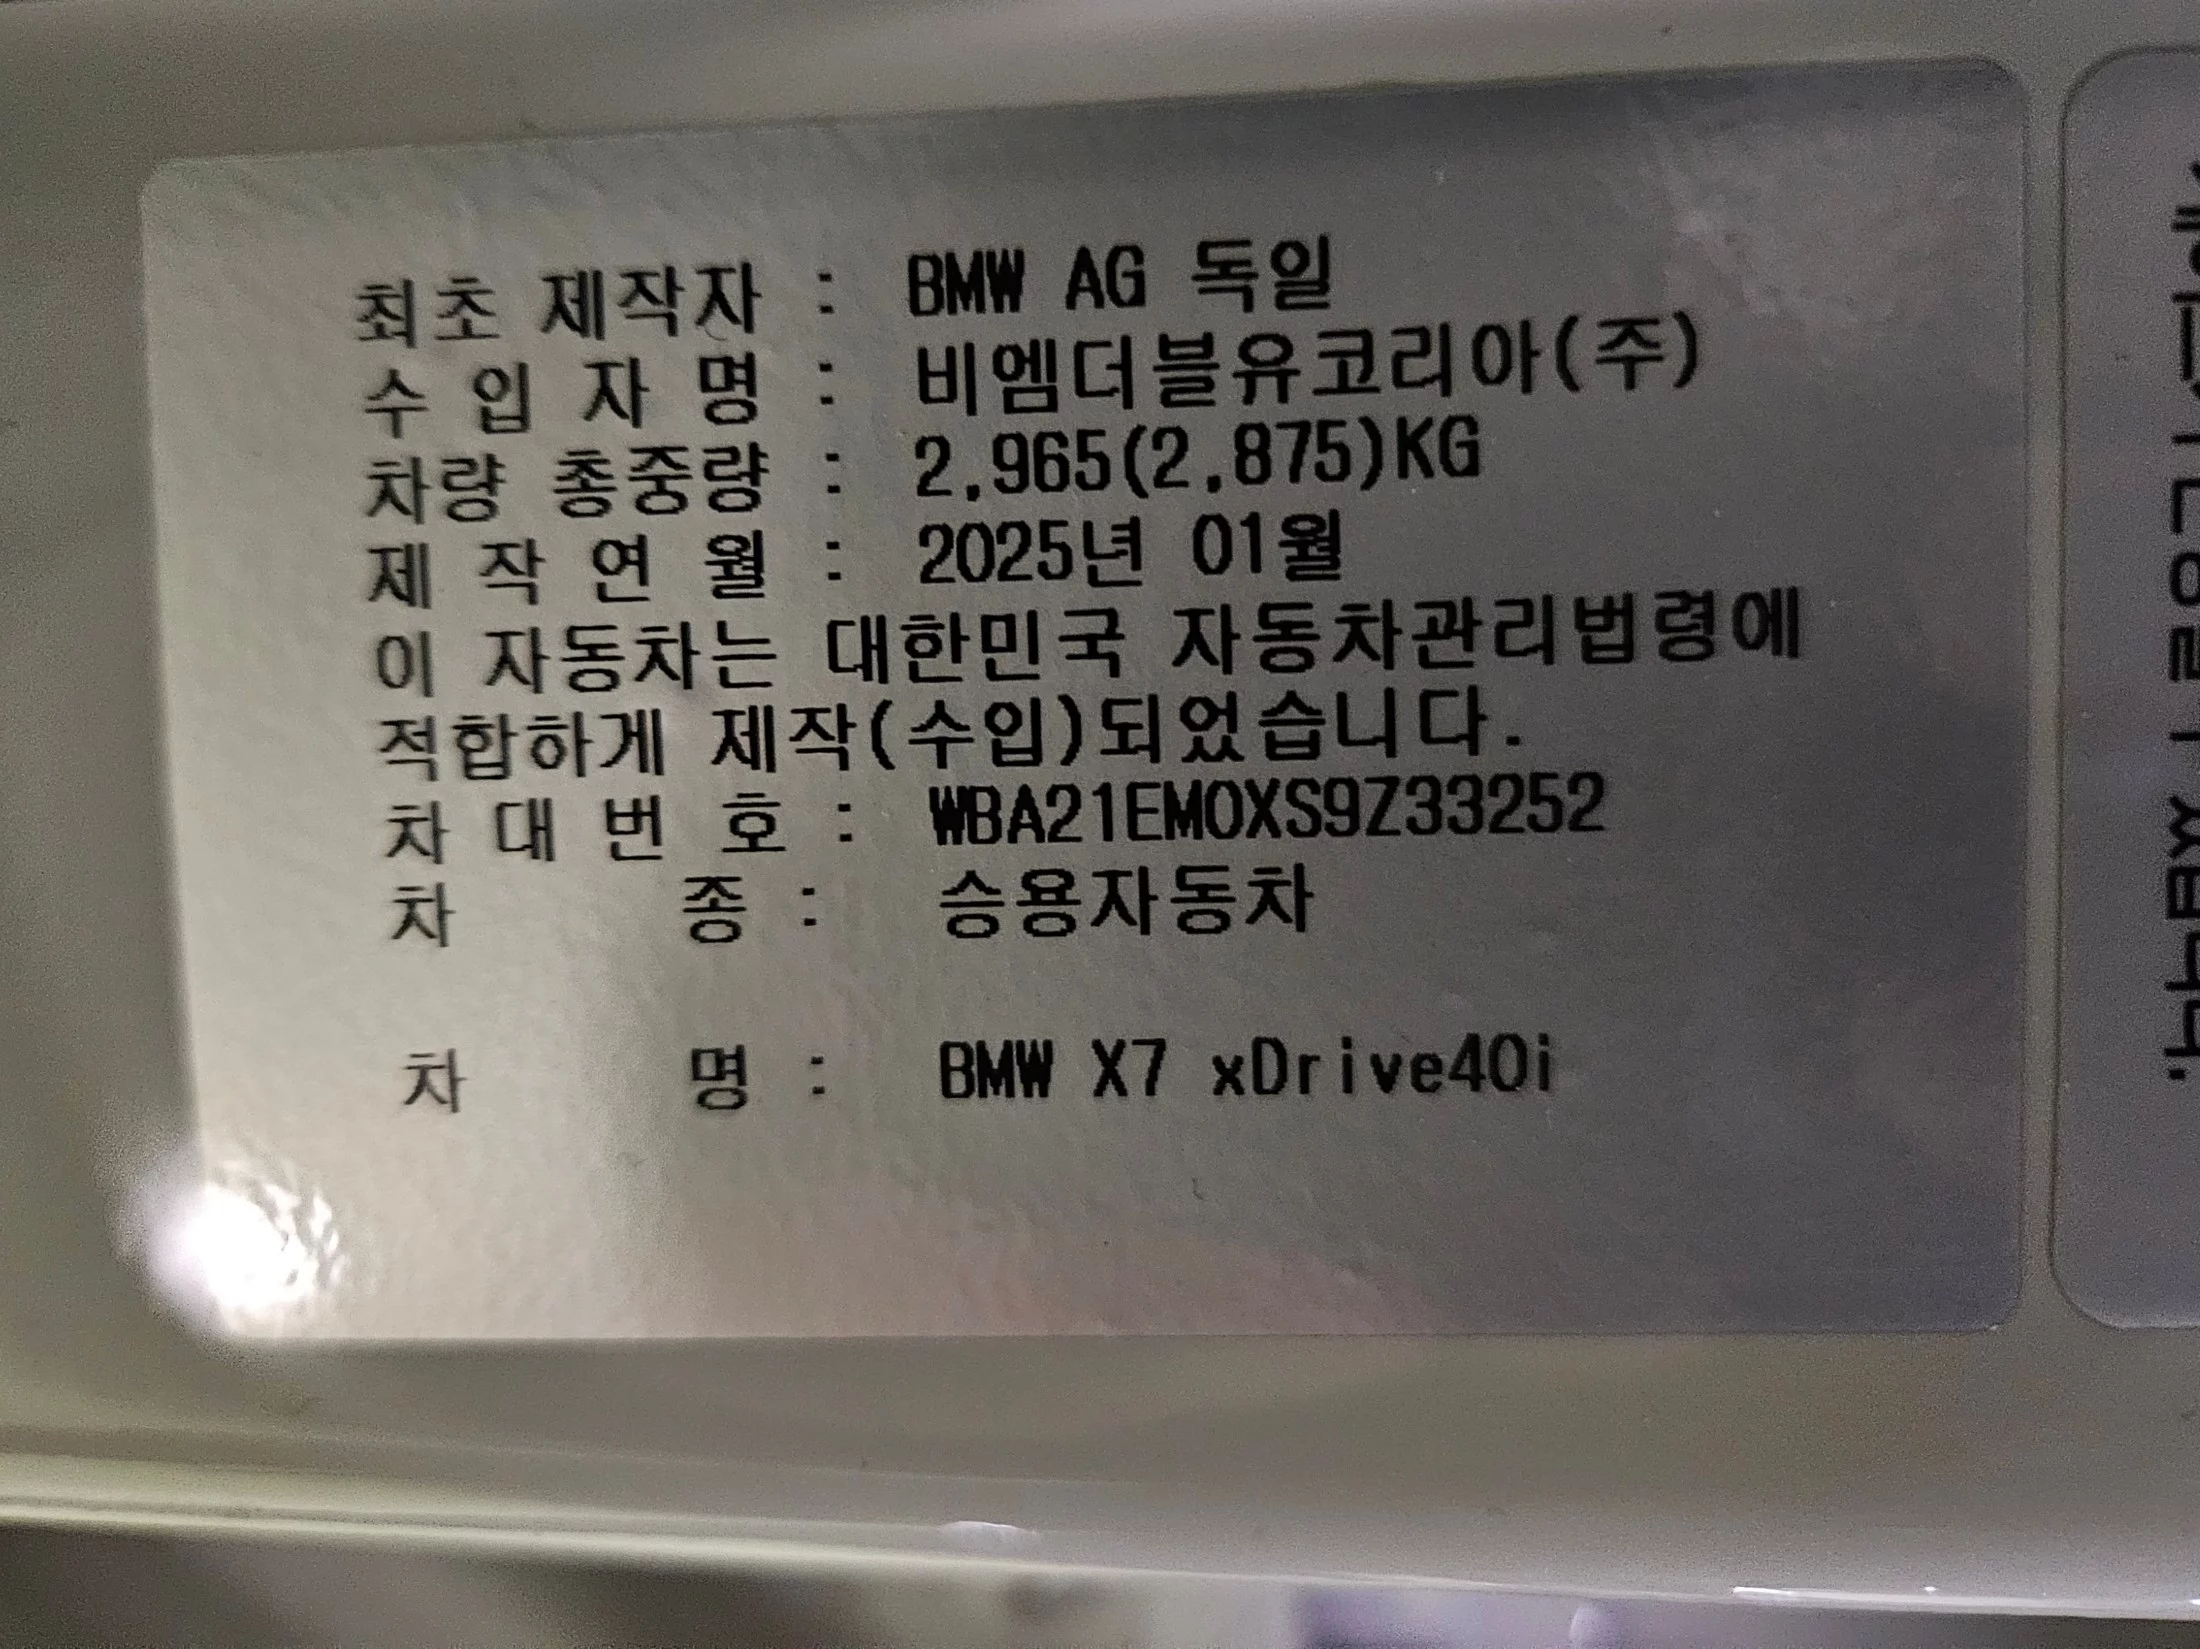 최초 제작자 : BMW AG 독일
수 입 자 명 : 비엠더블유코리아(주)
차량 총중량 : 2,965(2,875)KG
제 작 연 월 : 2025년 01월
이 자동차는 대한민국 자동차관리법령에
적합하게 제작(수입)되었습니다.
차 대 번 호 : WBA21EM0XS9Z33252
차 종 : 승용자동차
차 명 : BMW X7 xDrive40i